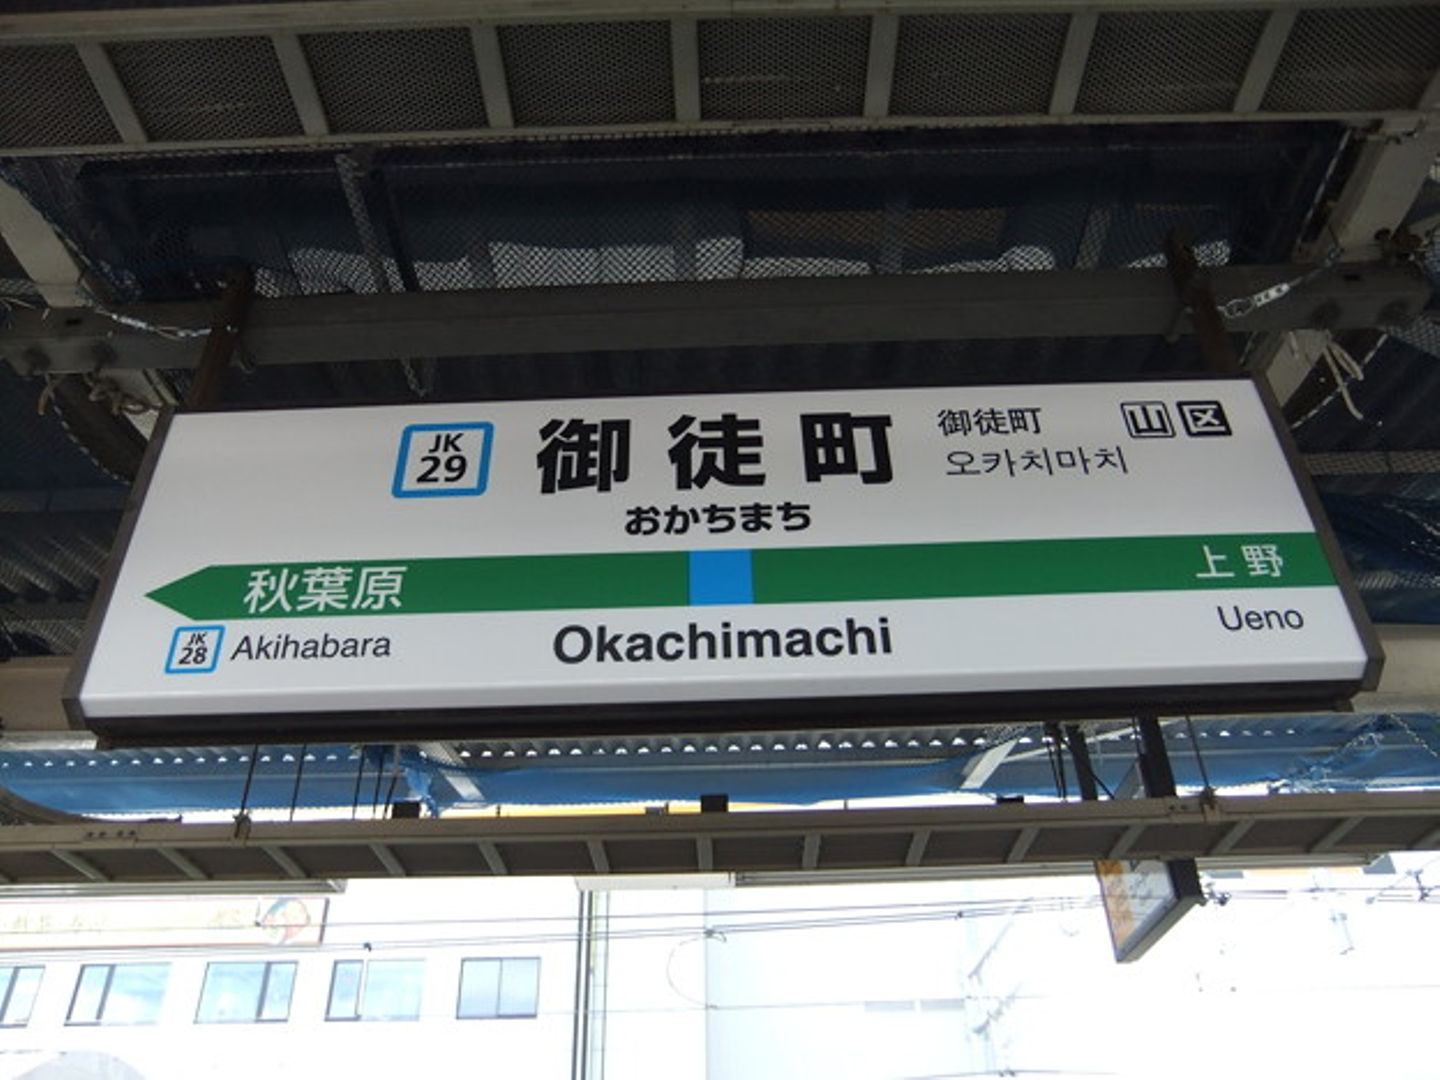 JK
29
御徒町
おかちまち
御徒町
오카치마치
山 区
秋葉原
上野
JK
28
Akihabara
Okachimachi
Ueno